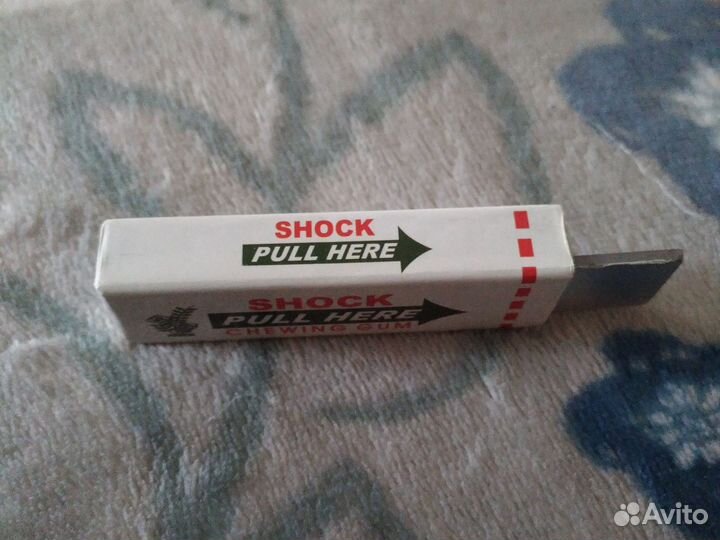 SHOCK
PULL HERE
SHOCK
PULL HERE
CHEWING GUM
Avito